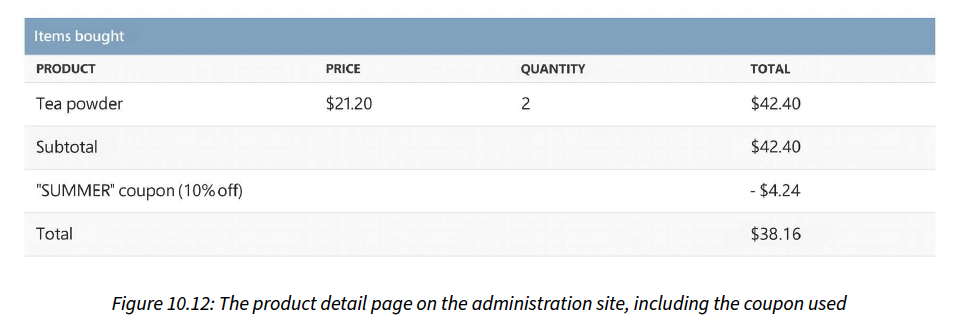 Items bought
PRODUCT PRICE QUANTITY TOTAL
Tea powder $21.20 2 $42.40
Subtotal $42.40
"SUMMER" coupon (10% off) - $4.24
Total $38.16
Figure 10.12: The product detail page on the administration site, including the coupon used